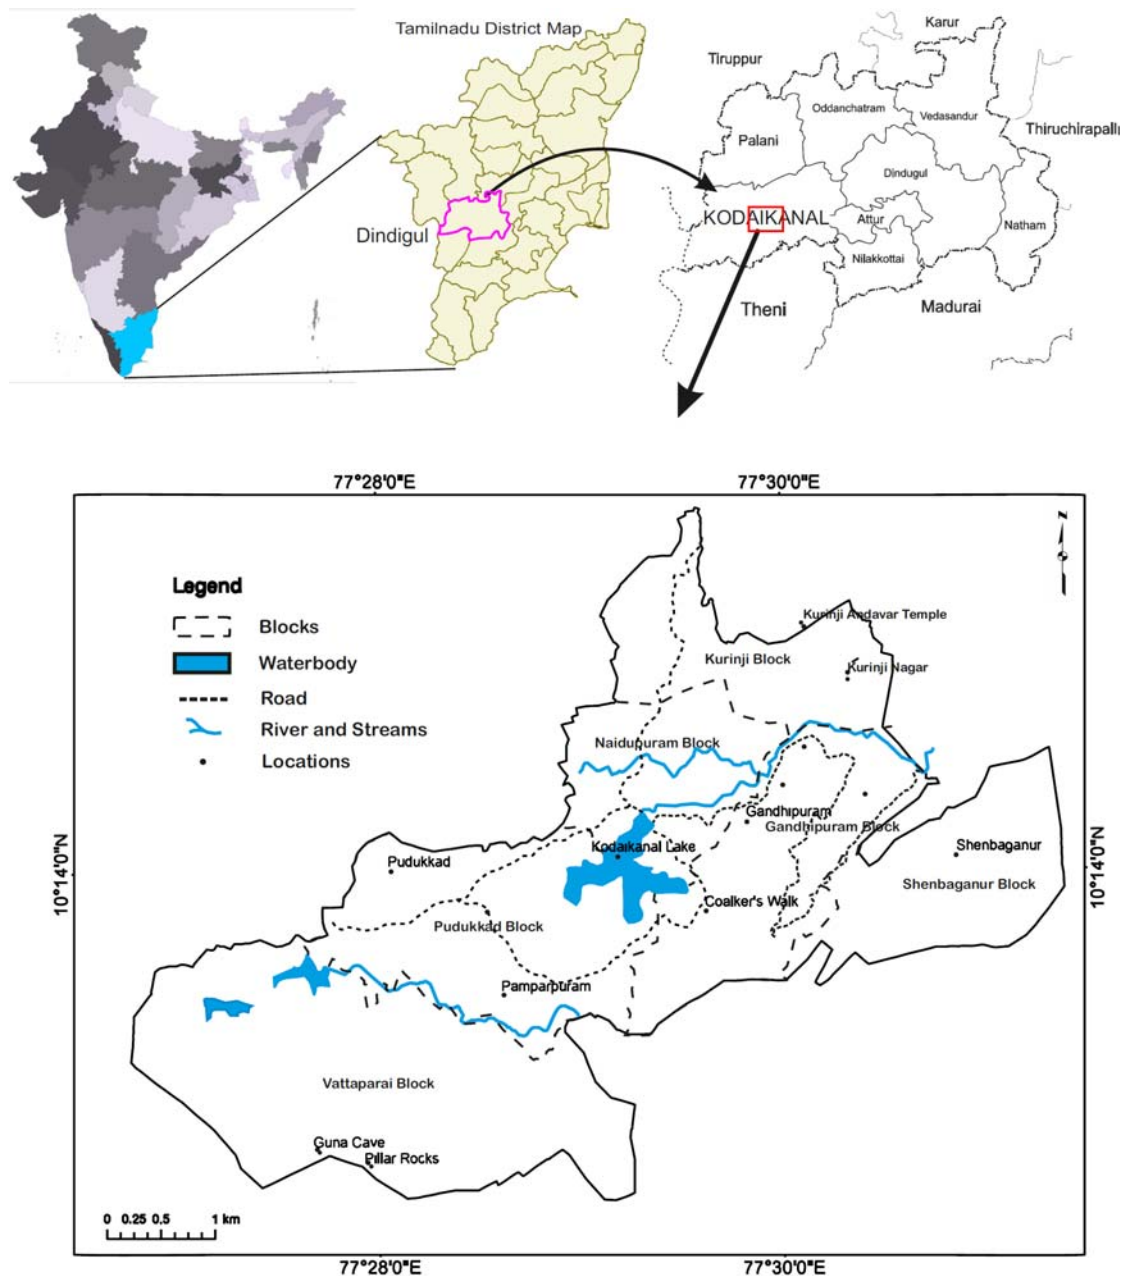 Tamilnadu District Map
Dindigul
Karur
Tiruppur
Oddanchatram
Vedasandur
Thiruchirapalli
Palani
Dindugul
KODAIKANAL
Attur
Natham
Nilakkottai
Theni
Madurai
77°28'0"E
77°30'0"E
N
Legend
Blocks
Waterbody
Road
River and Streams
Locations
Kurinji Andavar Temple
Kurinji Block
Kurinji Nagar
Naidupuram Block
Gandhipuram
Gandhipuram Block
Kodaikanal Lake
Shenbaganur
Pudukkad
Shenbaganur Block
10°14'0"N
10°14'0"N
Coalker's Walk
Pudukkad Block
Pamparpuram
Vattaparai Block
Guna Cave
Pillar Rocks
0 0.25 0.5 1 km
77°28'0"E
77°30'0"E